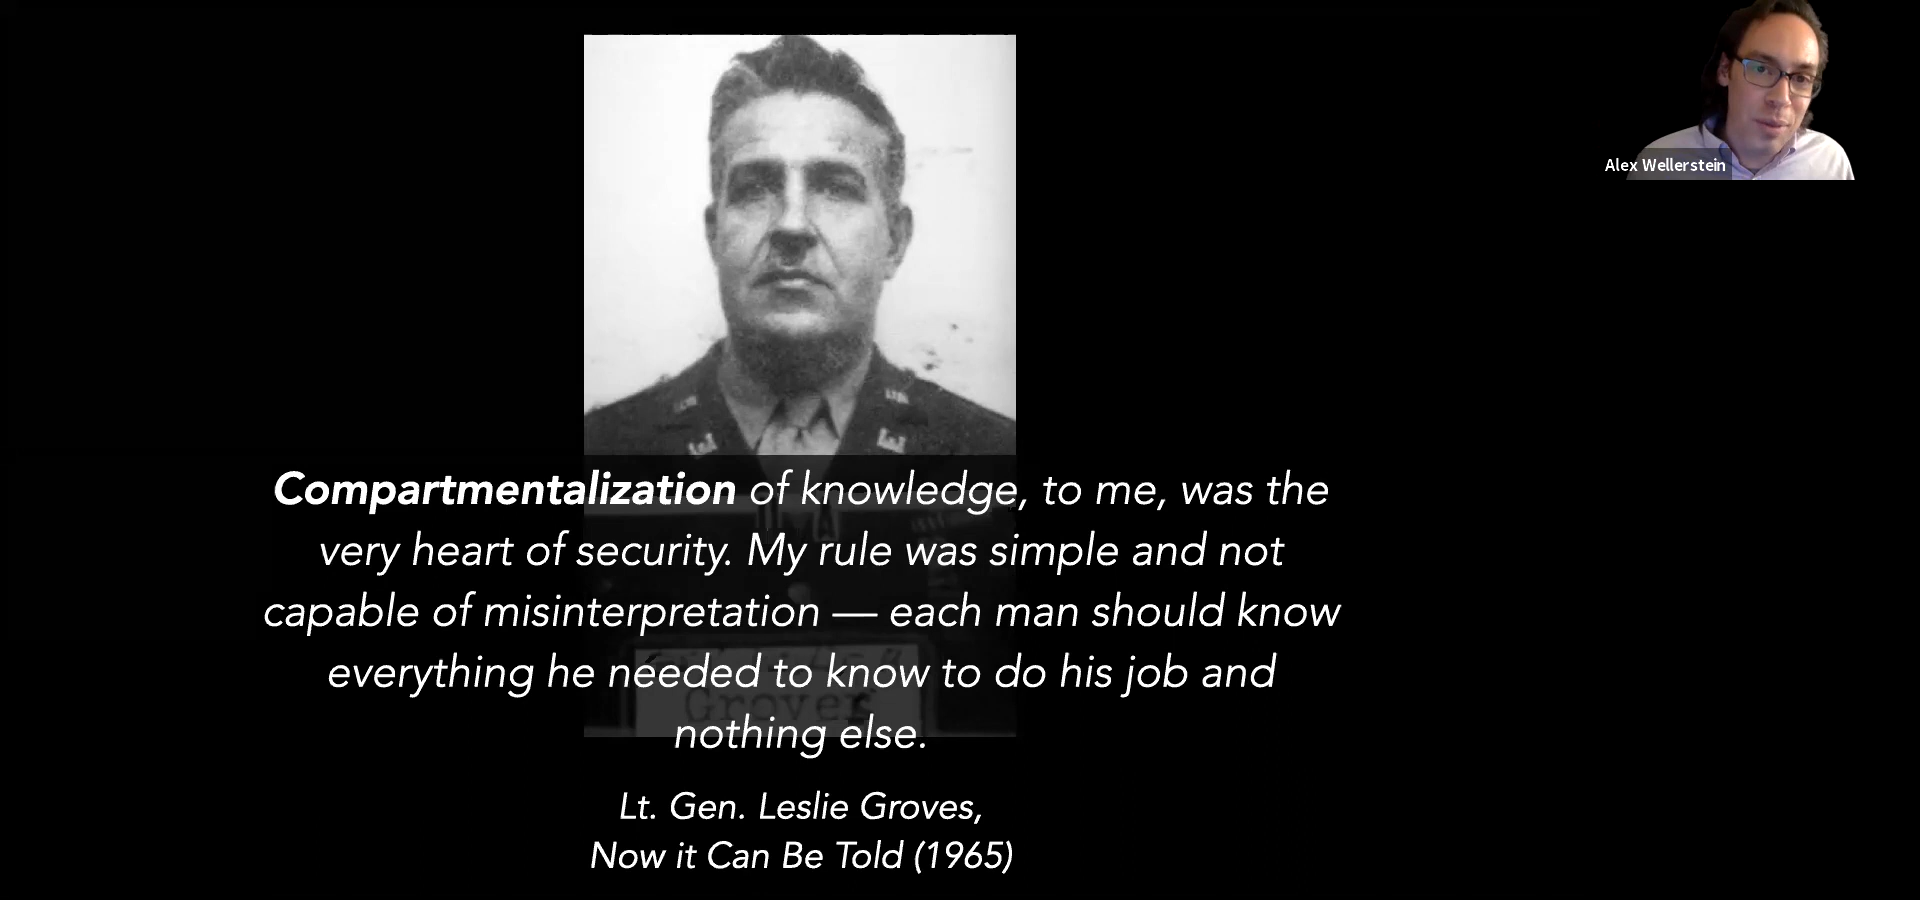 Alex Wellerstein
Compartmentalization of knowledge, to me, was the
very heart of security. My rule was simple and not
capable of misinterpretation — each man should know
everything he needed to know to do his job and
nothing else.
Groves
Lt. Gen. Leslie Groves,
Now it Can Be Told (1965)